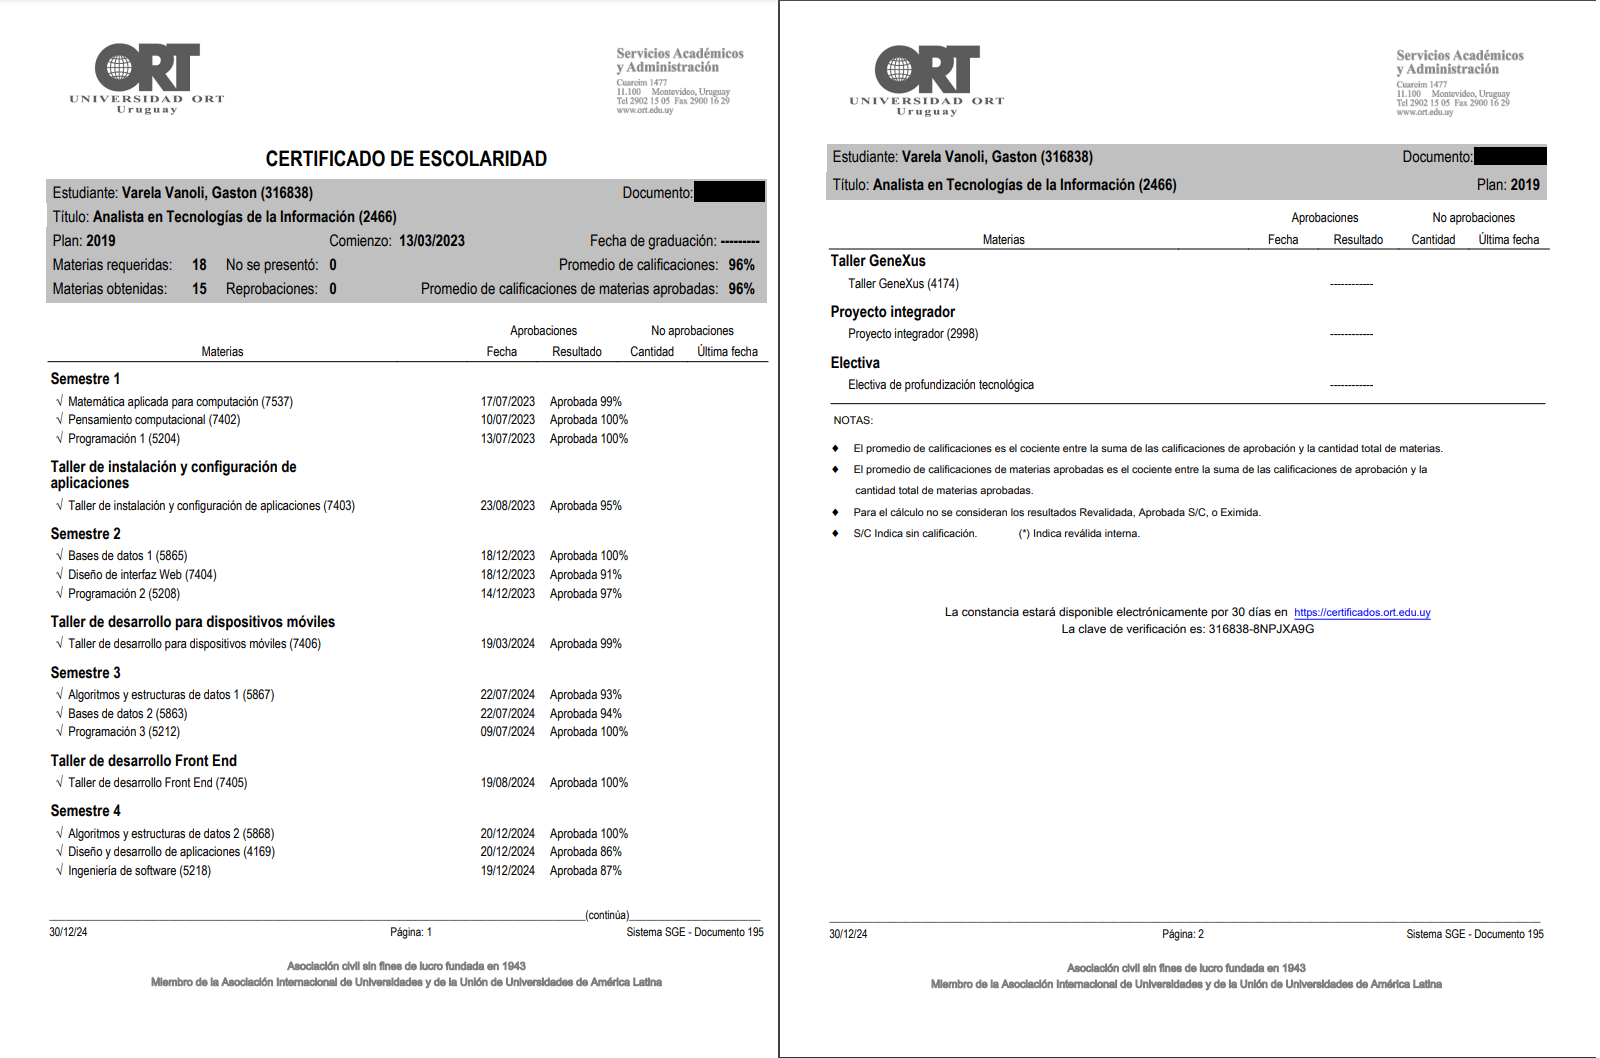 ORT
UNIVERSIDAD ORT
Uruguay
Servicios Académicos
y Administración
Cuareim 1477
11.100 Montevideo, Uruguay
Tel 2902 15 05 Fax 2900 16 29
www.ort.edu.uy
CERTIFICADO DE ESCOLARIDAD
Estudiante: Varela Vanoli, Gaston (316838) Documento:
Título: Analista en Tecnologías de la Información (2466)
Plan: 2019 Comienzo: 13/03/2023 Fecha de graduación: ---------
Materias requeridas: 18 No se presentó: 0 Promedio de calificaciones: 96%
Materias obtenidas: 15 Reprobaciones: 0 Promedio de calificaciones de materias aprobadas: 96%
Aprobaciones No aprobaciones
Materias Fecha Resultado Cantidad Última fecha
Semestre 1
√ Matemática aplicada para computación (7537) 17/07/2023 Aprobada 99%
√ Pensamiento computacional (7402) 10/07/2023 Aprobada 100%
√ Programación 1 (5204) 13/07/2023 Aprobada 100%
Taller de instalación y configuración de
aplicaciones
√ Taller de instalación y configuración de aplicaciones (7403) 23/08/2023 Aprobada 95%
Semestre 2
√ Bases de datos 1 (5865) 18/12/2023 Aprobada 100%
√ Diseño de interfaz Web (7404) 18/12/2023 Aprobada 91%
√ Programación 2 (5208) 14/12/2023 Aprobada 97%
Taller de desarrollo para dispositivos móviles
√ Taller de desarrollo para dispositivos móviles (7406) 19/03/2024 Aprobada 99%
Semestre 3
√ Algoritmos y estructuras de datos 1 (5867) 22/07/2024 Aprobada 93%
√ Bases de datos 2 (5863) 22/07/2024 Aprobada 94%
√ Programación 3 (5212) 09/07/2024 Aprobada 100%
Taller de desarrollo Front End
√ Taller de desarrollo Front End (7405) 19/08/2024 Aprobada 100%
Semestre 4
√ Algoritmos y estructuras de datos 2 (5868) 20/12/2024 Aprobada 100%
√ Diseño y desarrollo de aplicaciones (4169) 20/12/2024 Aprobada 86%
√ Ingeniería de software (5218) 19/12/2024 Aprobada 87%
(continúa)
30/12/24 Página: 1 Sistema SGE - Documento 195
Asociación civil sin fines de lucro fundada en 1943
Miembro de la Asociación Internacional de Universidades y de la Unión de Universidades de América Latina
ORT
UNIVERSIDAD ORT
Uruguay
Servicios Académicos
y Administración
Cuareim 1477
11.100 Montevideo, Uruguay
Tel 2902 15 05 Fax 2900 16 29
www.ort.edu.uy
Estudiante: Varela Vanoli, Gaston (316838) Documento:
Título: Analista en Tecnologías de la Información (2466) Plan: 2019
Aprobaciones No aprobaciones
Materias Fecha Resultado Cantidad Última fecha
Taller GeneXus
Taller GeneXus (4174) ------------
Proyecto integrador
Proyecto integrador (2998) ------------
Electiva
Electiva de profundización tecnológica ------------
NOTAS:
♦ El promedio de calificaciones es el cociente entre la suma de las calificaciones de aprobación y la cantidad total de materias.
♦ El promedio de calificaciones de materias aprobadas es el cociente entre la suma de las calificaciones de aprobación y la
cantidad total de materias aprobadas.
♦ Para el cálculo no se consideran los resultados Revalidada, Aprobada S/C, o Eximida.
♦ S/C Indica sin calificación. (*) Indica reválida interna.
La constancia estará disponible electrónicamente por 30 días en https://certificados.ort.edu.uy
La clave de verificación es: 316838-8NPJXA9G
30/12/24 Página: 2 Sistema SGE - Documento 195
Asociación civil sin fines de lucro fundada en 1943
Miembro de la Asociación Internacional de Universidades y de la Unión de Universidades de América Latina